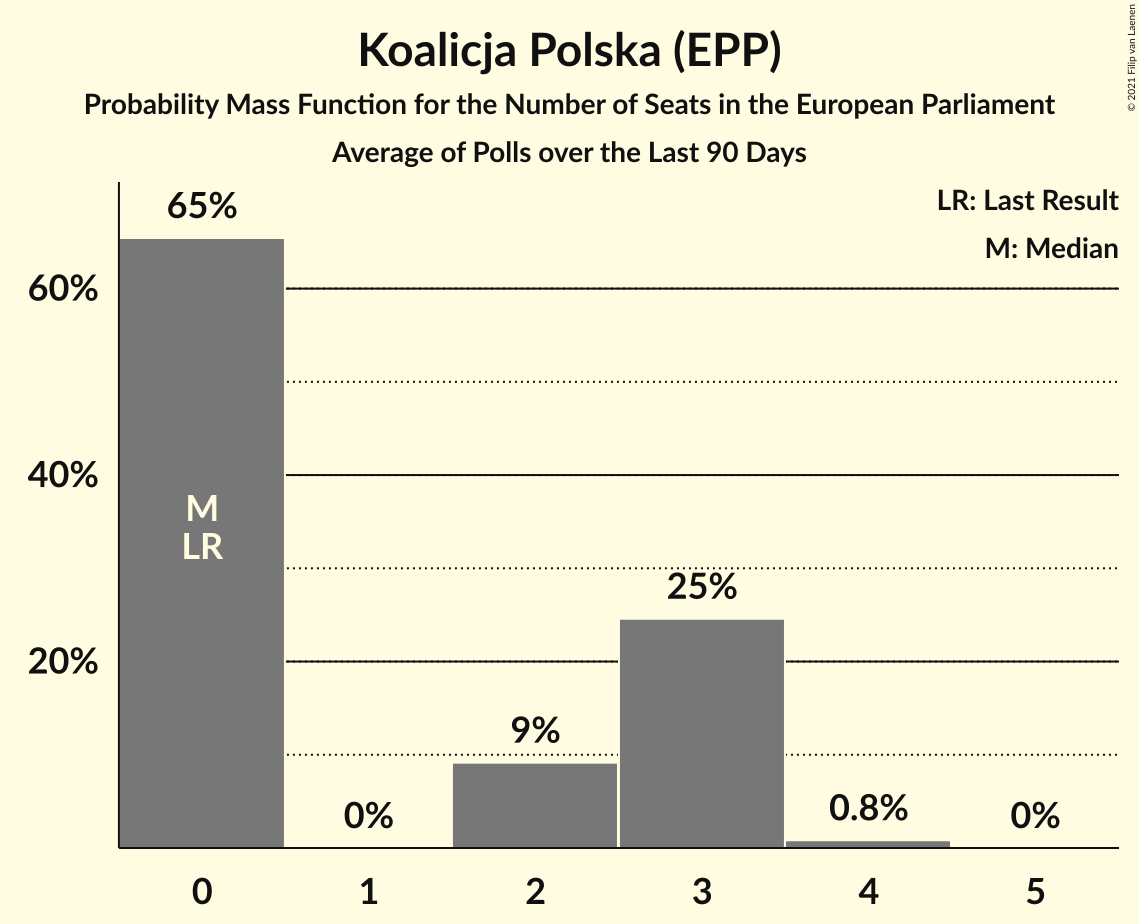 Koalicja Polska (EPP)
Probability Mass Function for the Number of Seats in the European Parliament
Average of Polls over the Last 90 Days
© 2021 Filip van Laenen
LR: Last Result
M: Median
65%
60%
40%
20%
M
LR
0%
9%
25%
0.8%
0%
0 1 2 3 4 5